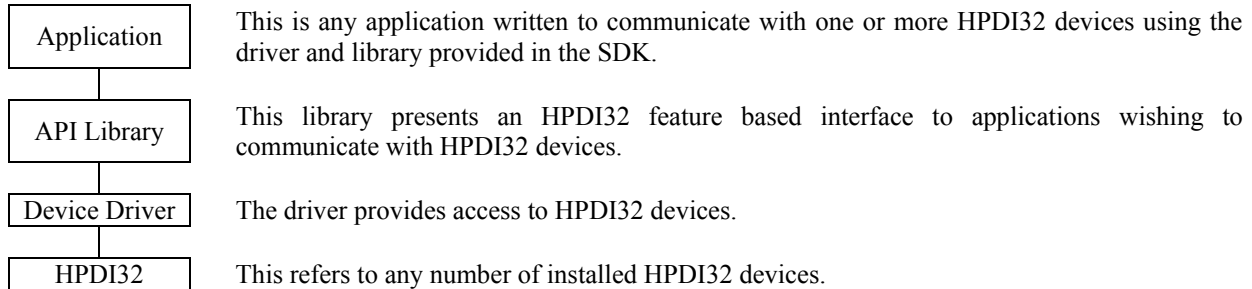 Application
This is any application written to communicate with one or more HPDI32 devices using the
driver and library provided in the SDK.
API Library
This library presents an HPDI32 feature based interface to applications wishing to
communicate with HPDI32 devices.
Device Driver
The driver provides access to HPDI32 devices.
HPDI32
This refers to any number of installed HPDI32 devices.